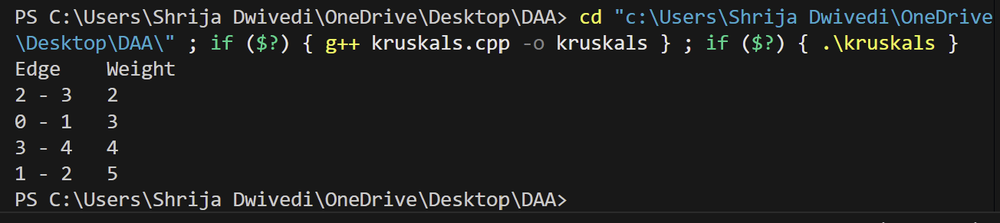 PS C:\Users\Shrija Dwivedi\OneDrive\Desktop\DAA> cd "c:\Users\Shrija Dwivedi\OneDrive
\Desktop\DAA\" ; if ($?) { g++ kruskals.cpp -o kruskals } ; if ($?) { .\kruskals }
Edge    Weight
2 - 3   2
0 - 1   3
3 - 4   4
1 - 2   5
PS C:\Users\Shrija Dwivedi\OneDrive\Desktop\DAA>